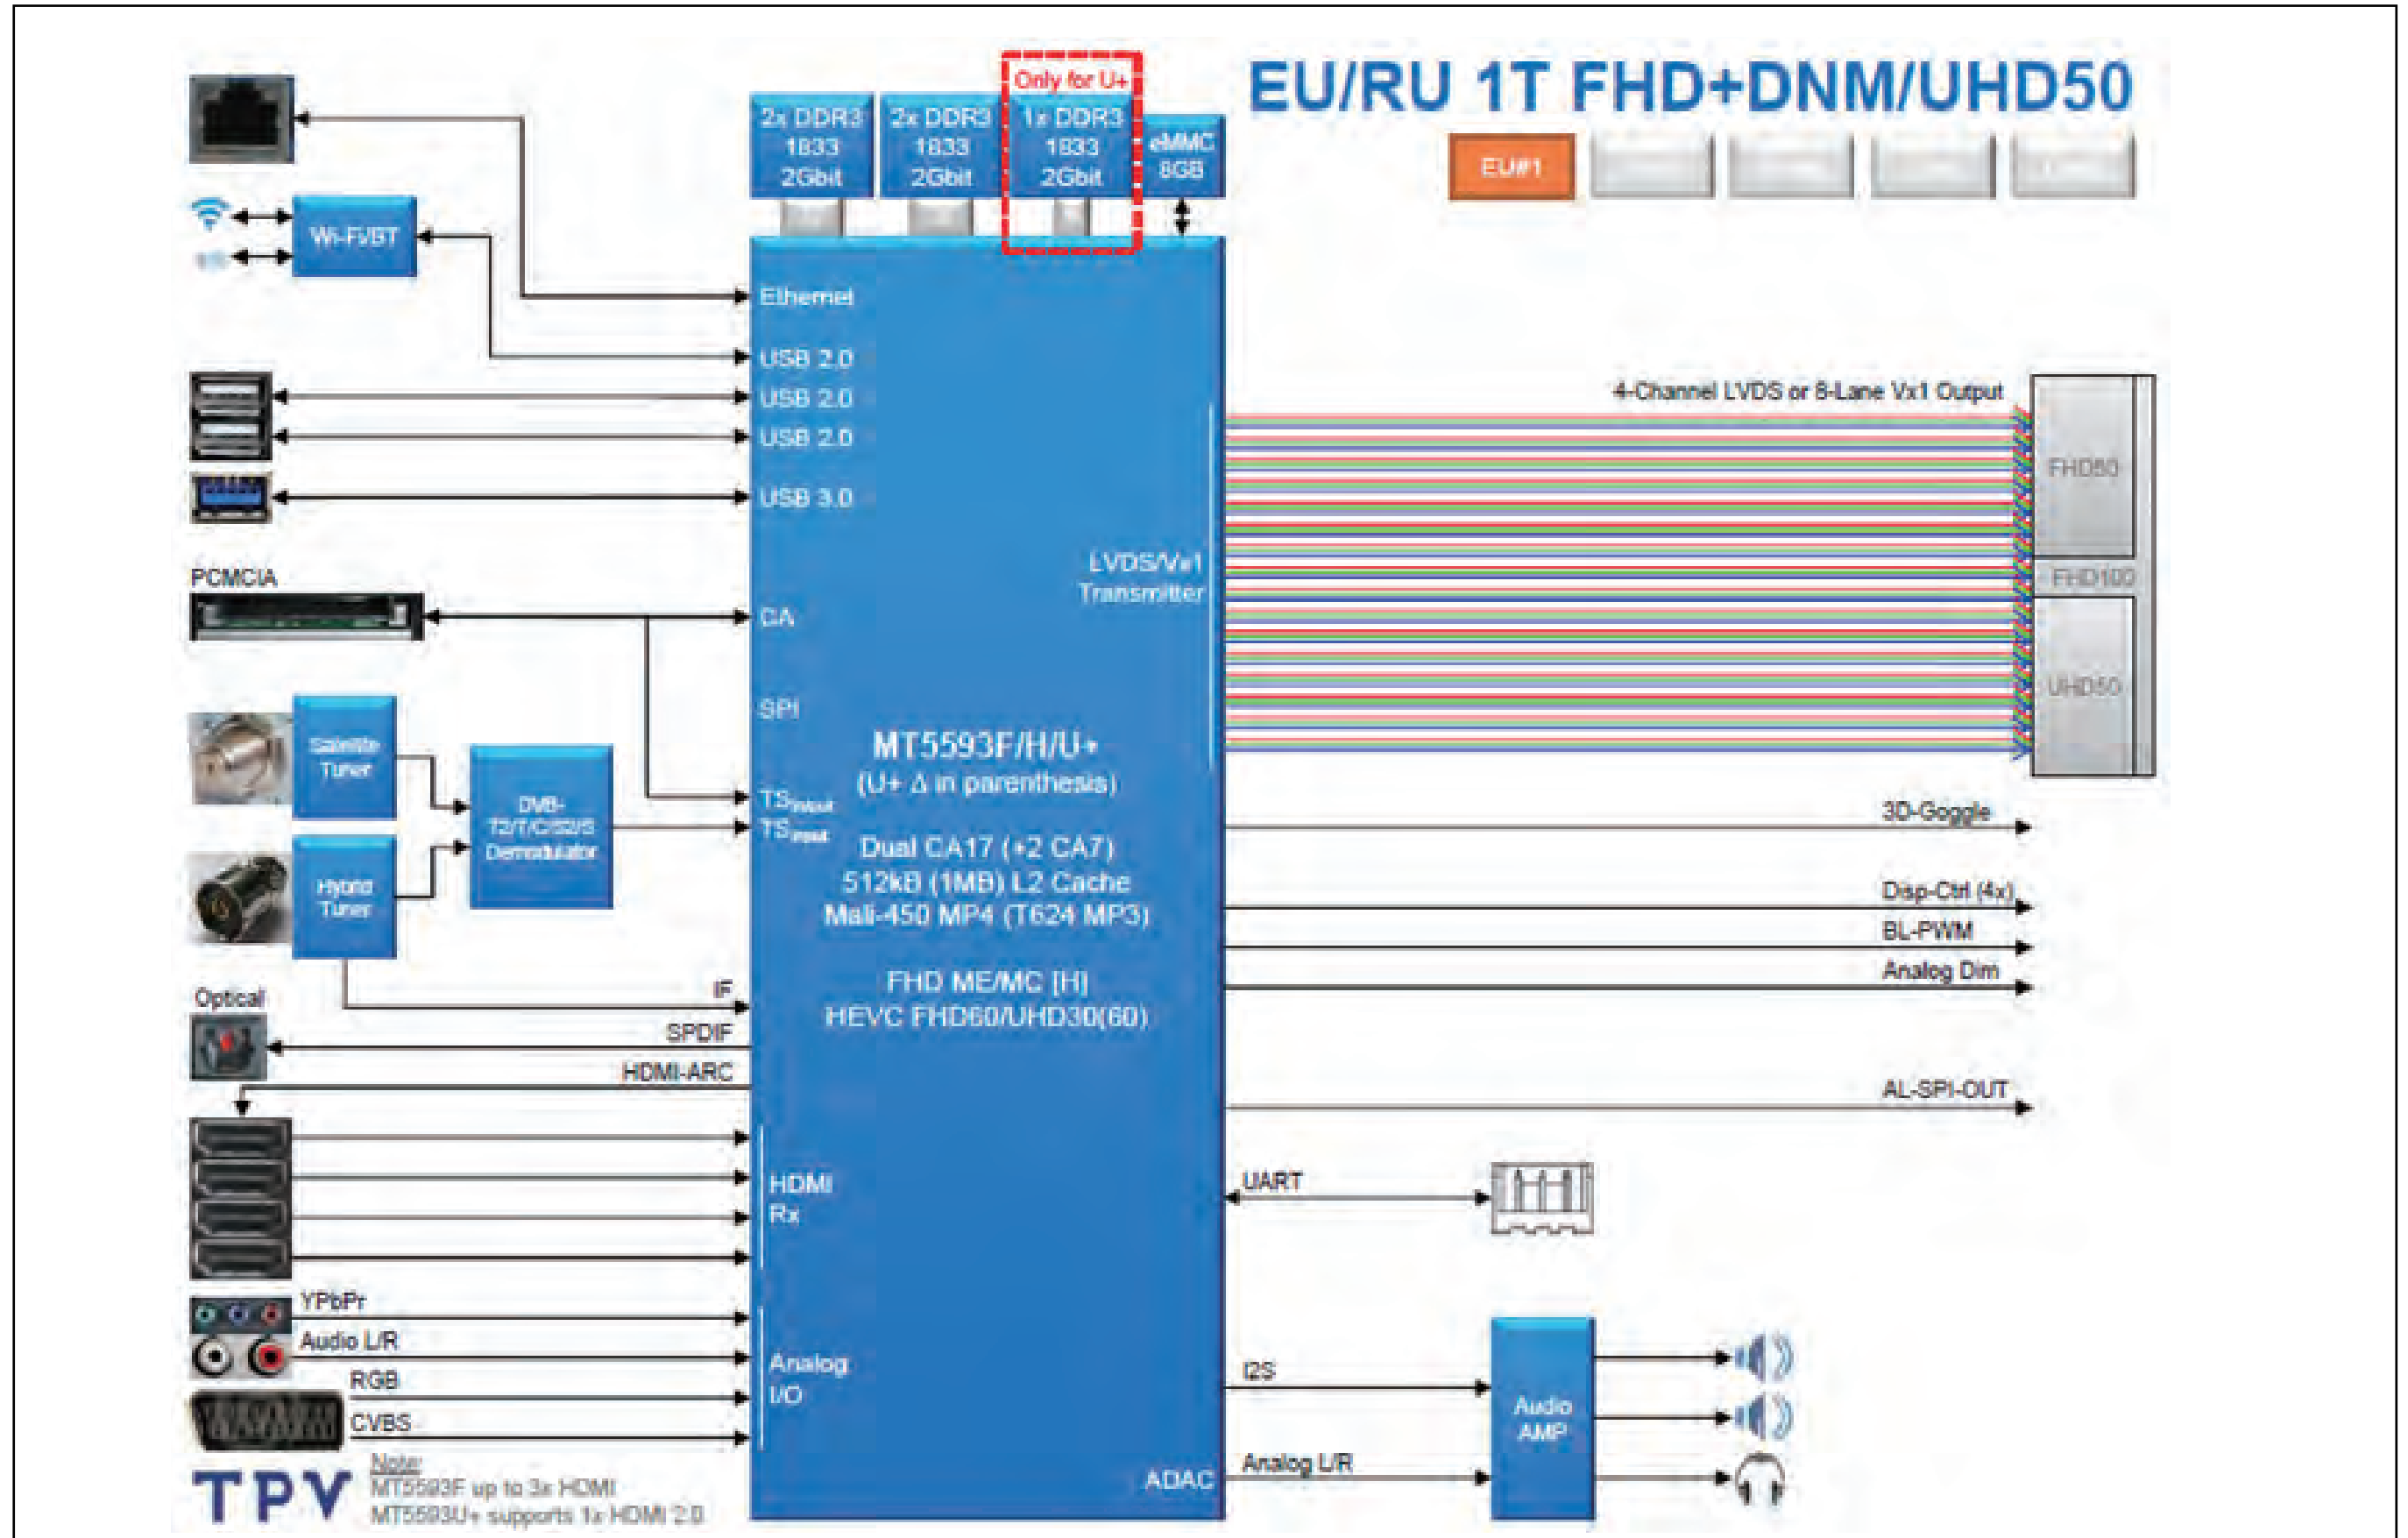 EU/RU 1T FHD+DNM/UHD50
EU#1
Only for U+
2x DDR3
1833
2Gbit
2x DDR3
1833
2Gbit
1x DDR3
1833
2Gbit
eMMC
8GB
Wi-Fi/BT
Ethernet
USB 2.0
USB 2.0
USB 2.0
USB 3.0
PCMCIA
CA
SPI
Satellite
Tuner
Hybrid
Tuner
DVB-
T2/T/C/S2/S
Demodulator
TS
TSinput
MT5593F/H/U+
(U+ Δ in parenthesis)
Dual CA17 (+2 CA7)
512kB (1MB) L2 Cache
Mali-450 MP4 (T624 MP3)
FHD ME/MC [H]
HEVC FHD60/UHD30(60)
LVDS/Vx1
Transmitter
4-Channel LVDS or 8-Lane Vx1 Output
FHD50
FHD100
UHD50
3D-Goggle
Disp-Ctrl (4x)
BL-PWM
Analog Dim
AL-SPI-OUT
IF
Optical
SPDIF
HDMI-ARC
HDMI
Rx
YPbPr
Audio L/R
RGB
CVBS
Analog
I/O
UART
I2S
Analog L/R
ADAC
Audio
AMP
TPV
Note:
MT5593F up to 3x HDMI
MT5593U+ supports 1x HDMI 2.0